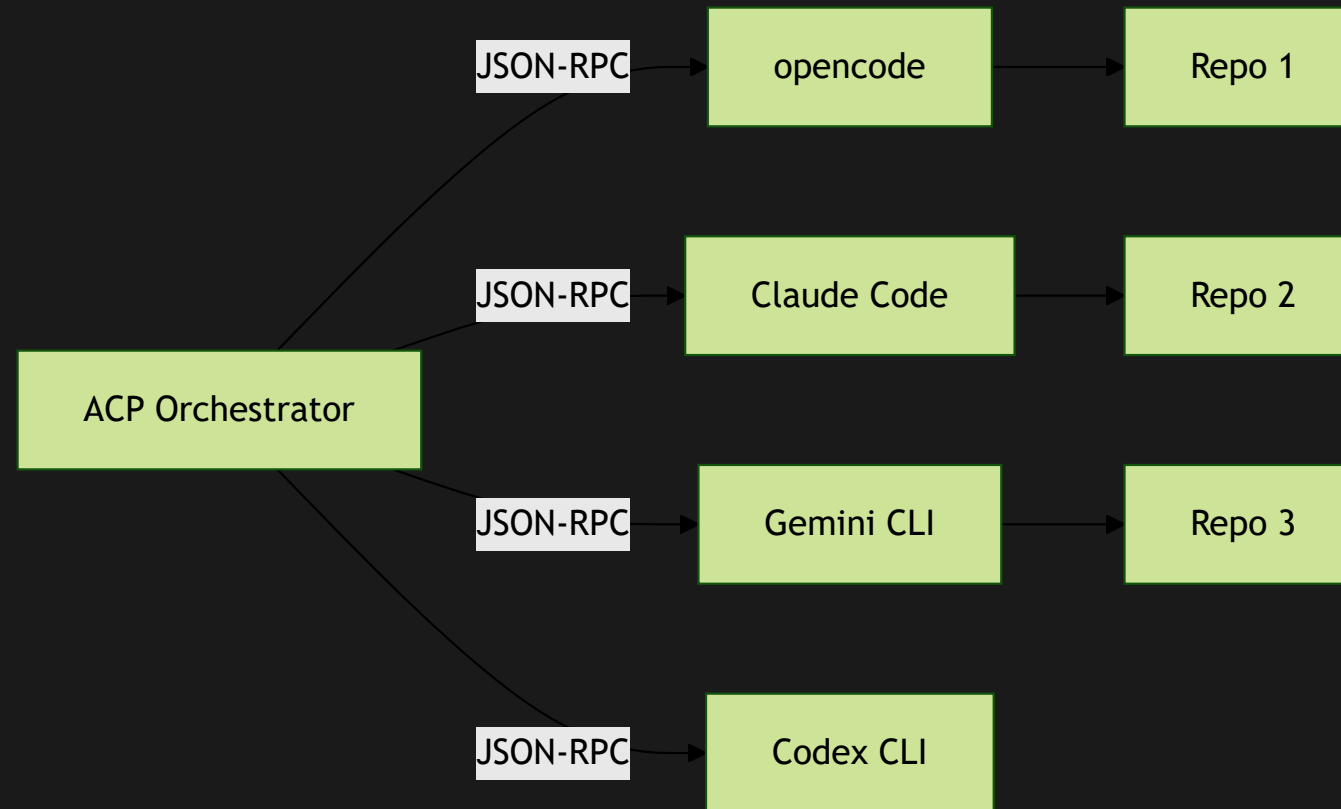 JSON-RPC
opencode
Repo 1
JSON-RPC
Claude Code
Repo 2
ACP Orchestrator
JSON-RPC
Gemini CLI
Repo 3
JSON-RPC
Codex CLI